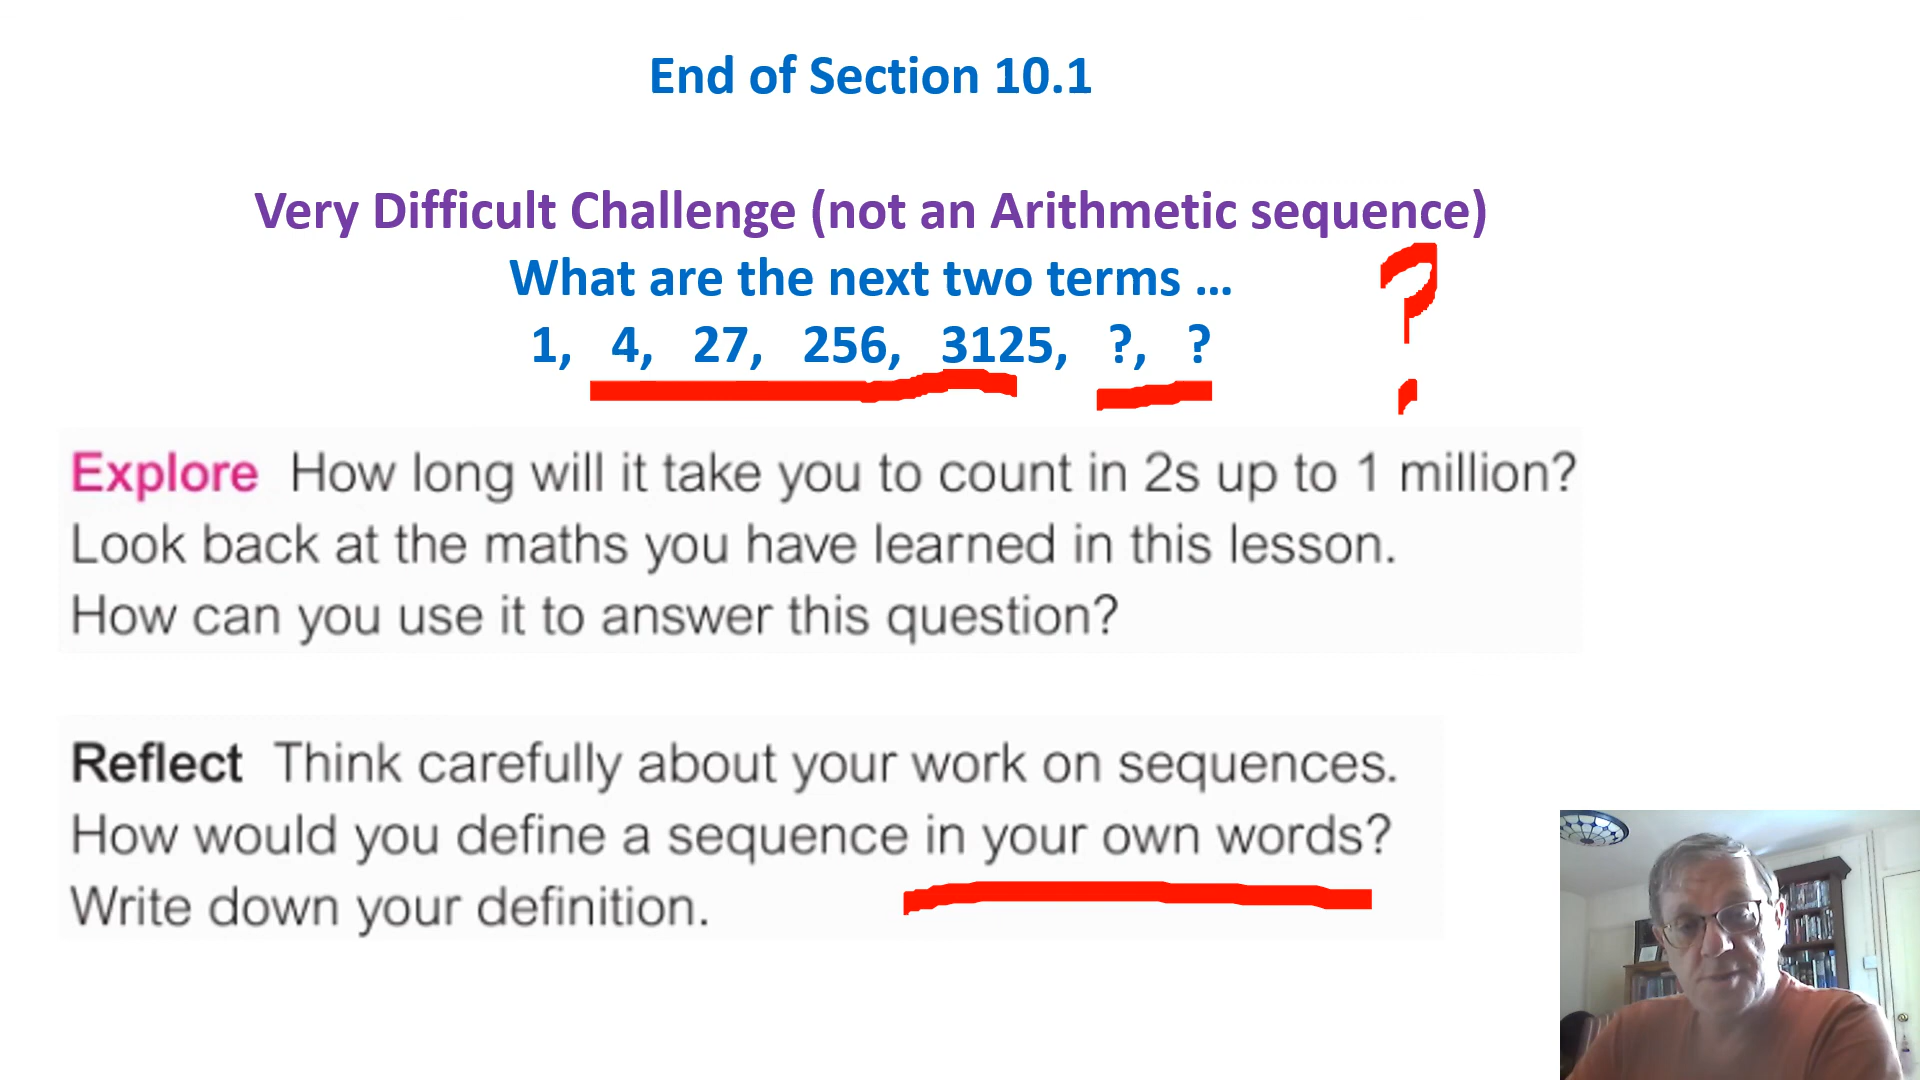 End of Section 10.1
Very Difficult Challenge (not an Arithmetic sequence)
What are the next two terms ...
1, 4, 27, 256, 3125, ?, ?
?
Explore How long will it take you to count in 2s up to 1 million?
Look back at the maths you have learned in this lesson.
How can you use it to answer this question?
Reflect Think carefully about your work on sequences.
How would you define a sequence in your own words?
Write down your definition.